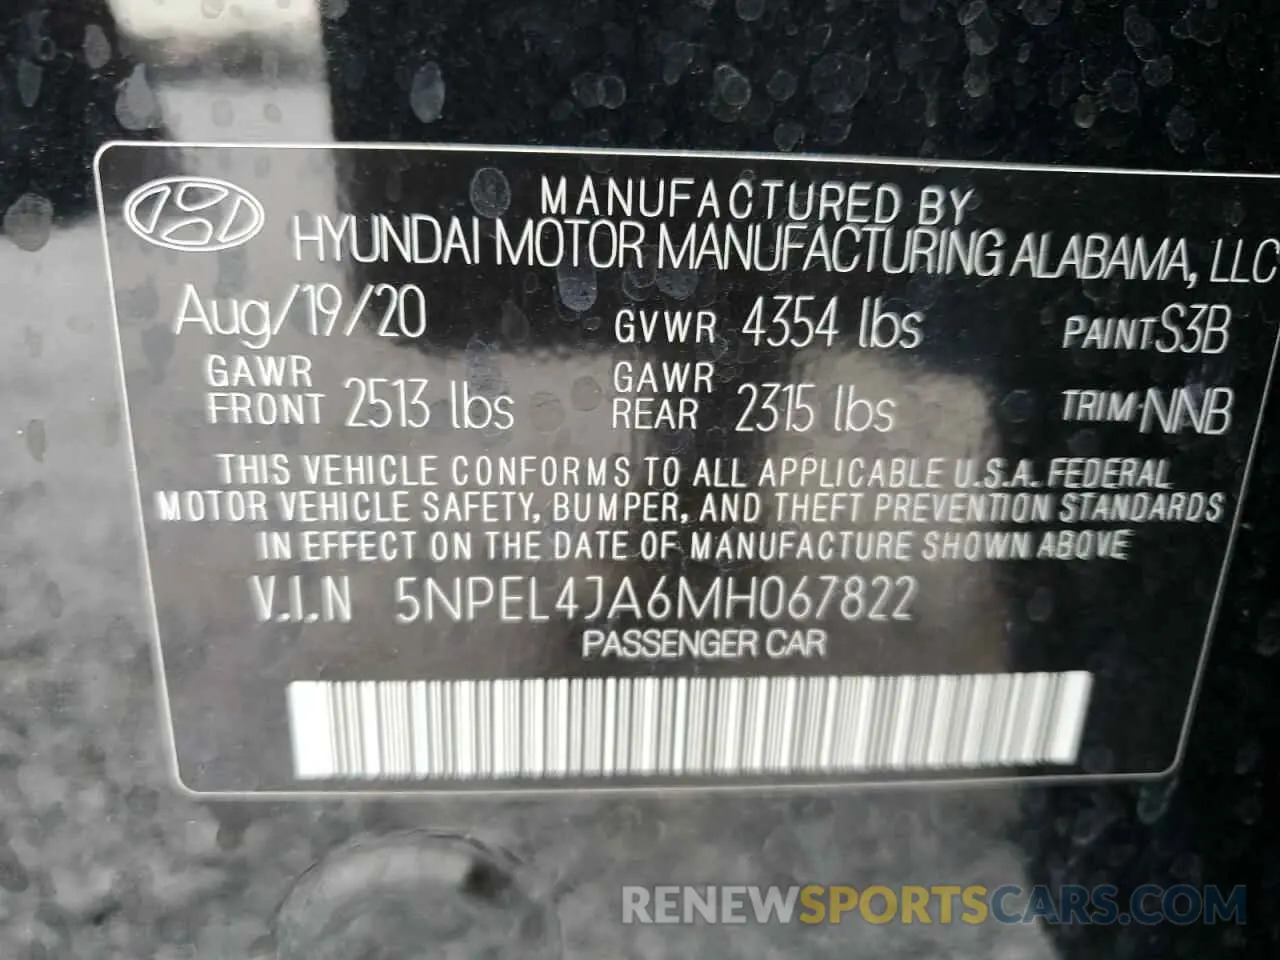 MANUFACTURED BY
HYUNDAI MOTOR MANUFACTURING ALABAMA, LLC
Aug/19/20 GVWR 4354 lbs PAINT: S3B
GAWR FRONT 2513 lbs GAWR REAR 2315 lbs TRIM: NNB
THIS VEHICLE CONFORMS TO ALL APPLICABLE U.S.A. FEDERAL
MOTOR VEHICLE SAFETY, BUMPER, AND THEFT PREVENTION STANDARDS
IN EFFECT ON THE DATE OF MANUFACTURE SHOWN ABOVE
V.I.N 5NPEL4JA6MH067822
PASSENGER CAR
RENEWSPORTSCARS.COM